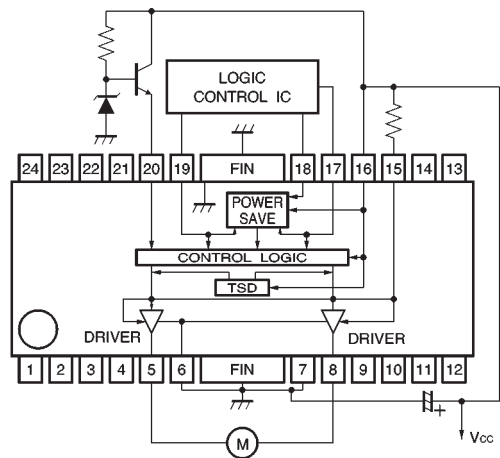 LOGIC
CONTROL IC
24 23 22 21 20 19 FIN 18 17 16 15 14 13
POWER
SAVE
CONTROL LOGIC
TSD
DRIVER DRIVER
1 2 3 4 5 6 FIN 7 8 9 10 11 12
+
M
Vcc